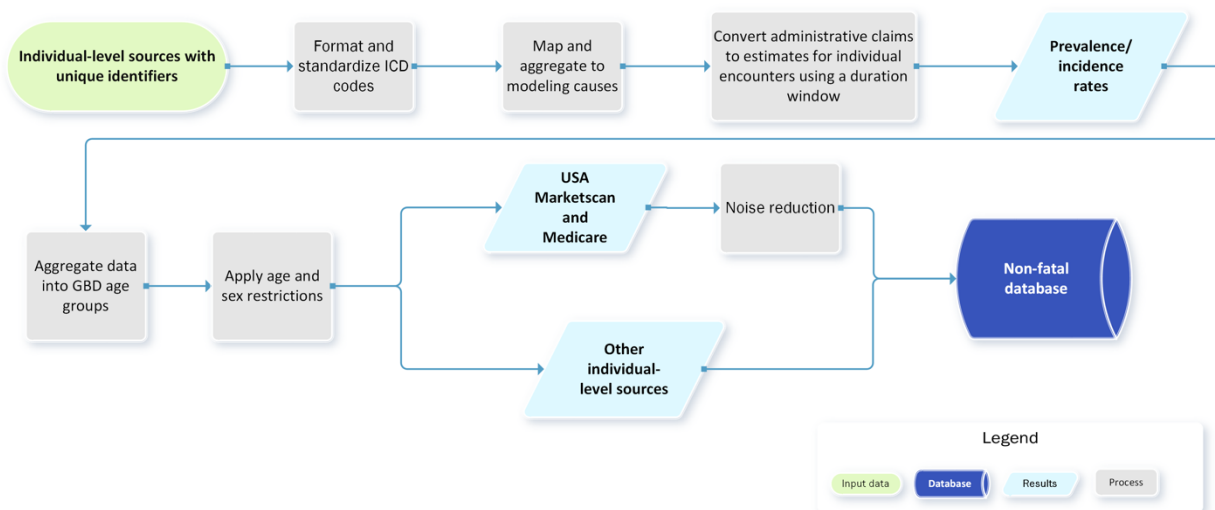 Individual-level sources with
unique identifiers
Format and
standardize ICD
codes
Map and
aggregate to
modeling causes
Convert administrative claims
to estimates for individual
encounters using a duration
window
Prevalence/
incidence
rates
Aggregate data
into GBD age
groups
Apply age and
sex restrictions
USA
Marketscan
and
Medicare
Noise reduction
Other
individual-
level sources
Non-fatal
database
Legend
Input data
Database
Results
Process